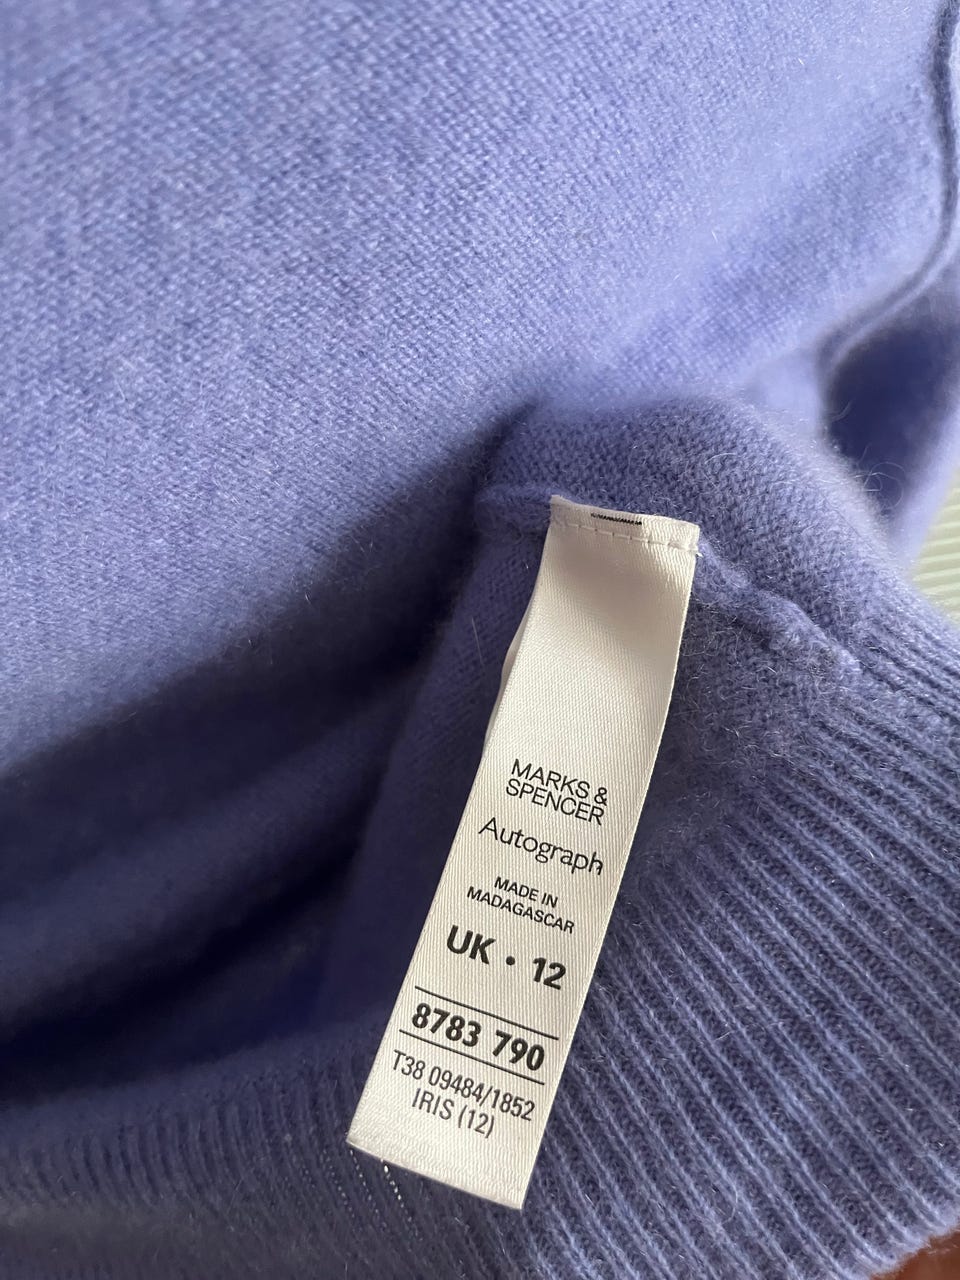 MARKS &
SPENCER
Autograph
MADE IN
MADAGASCAR
UK • 12
8783 790
T38 09484/1852
IRIS (12)